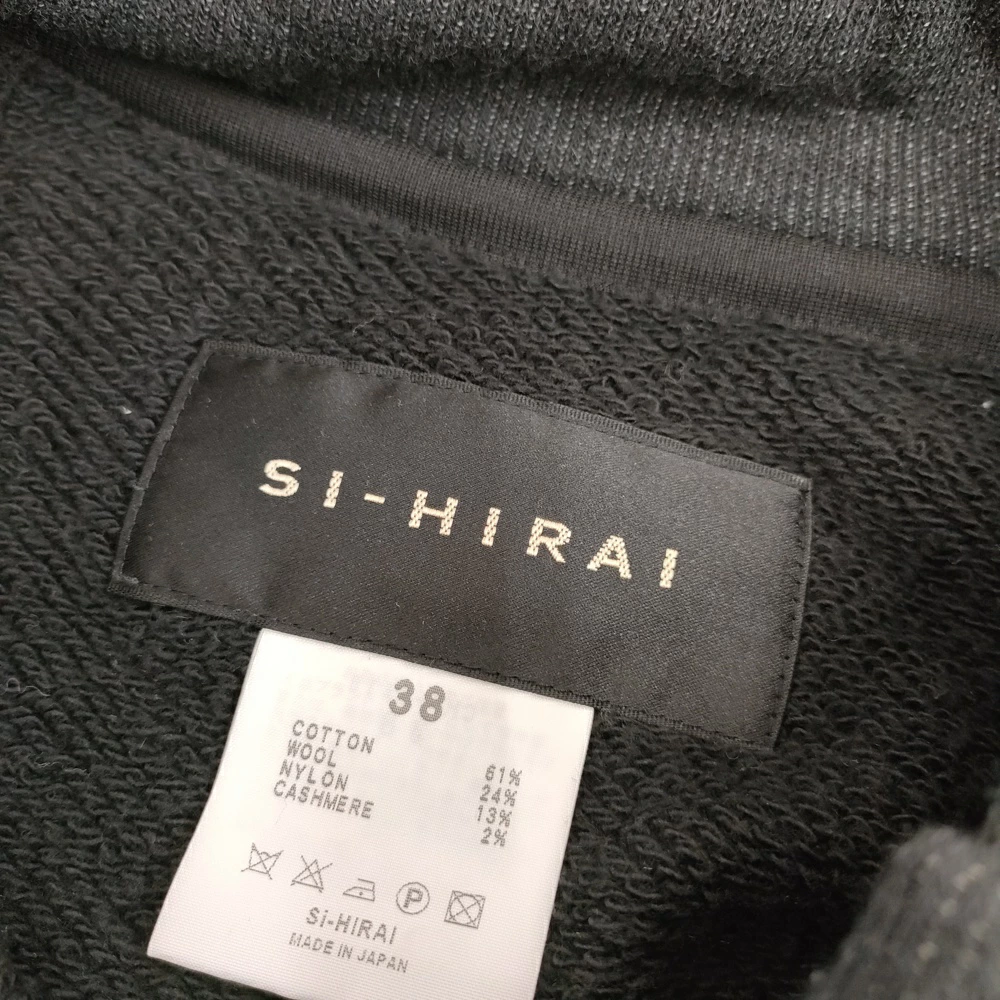 SI-HIRAI
38
COTTON 61%
WOOL 24%
NYLON 13%
CASHMERE 2%
P
Si-HIRAI
MADE IN JAPAN